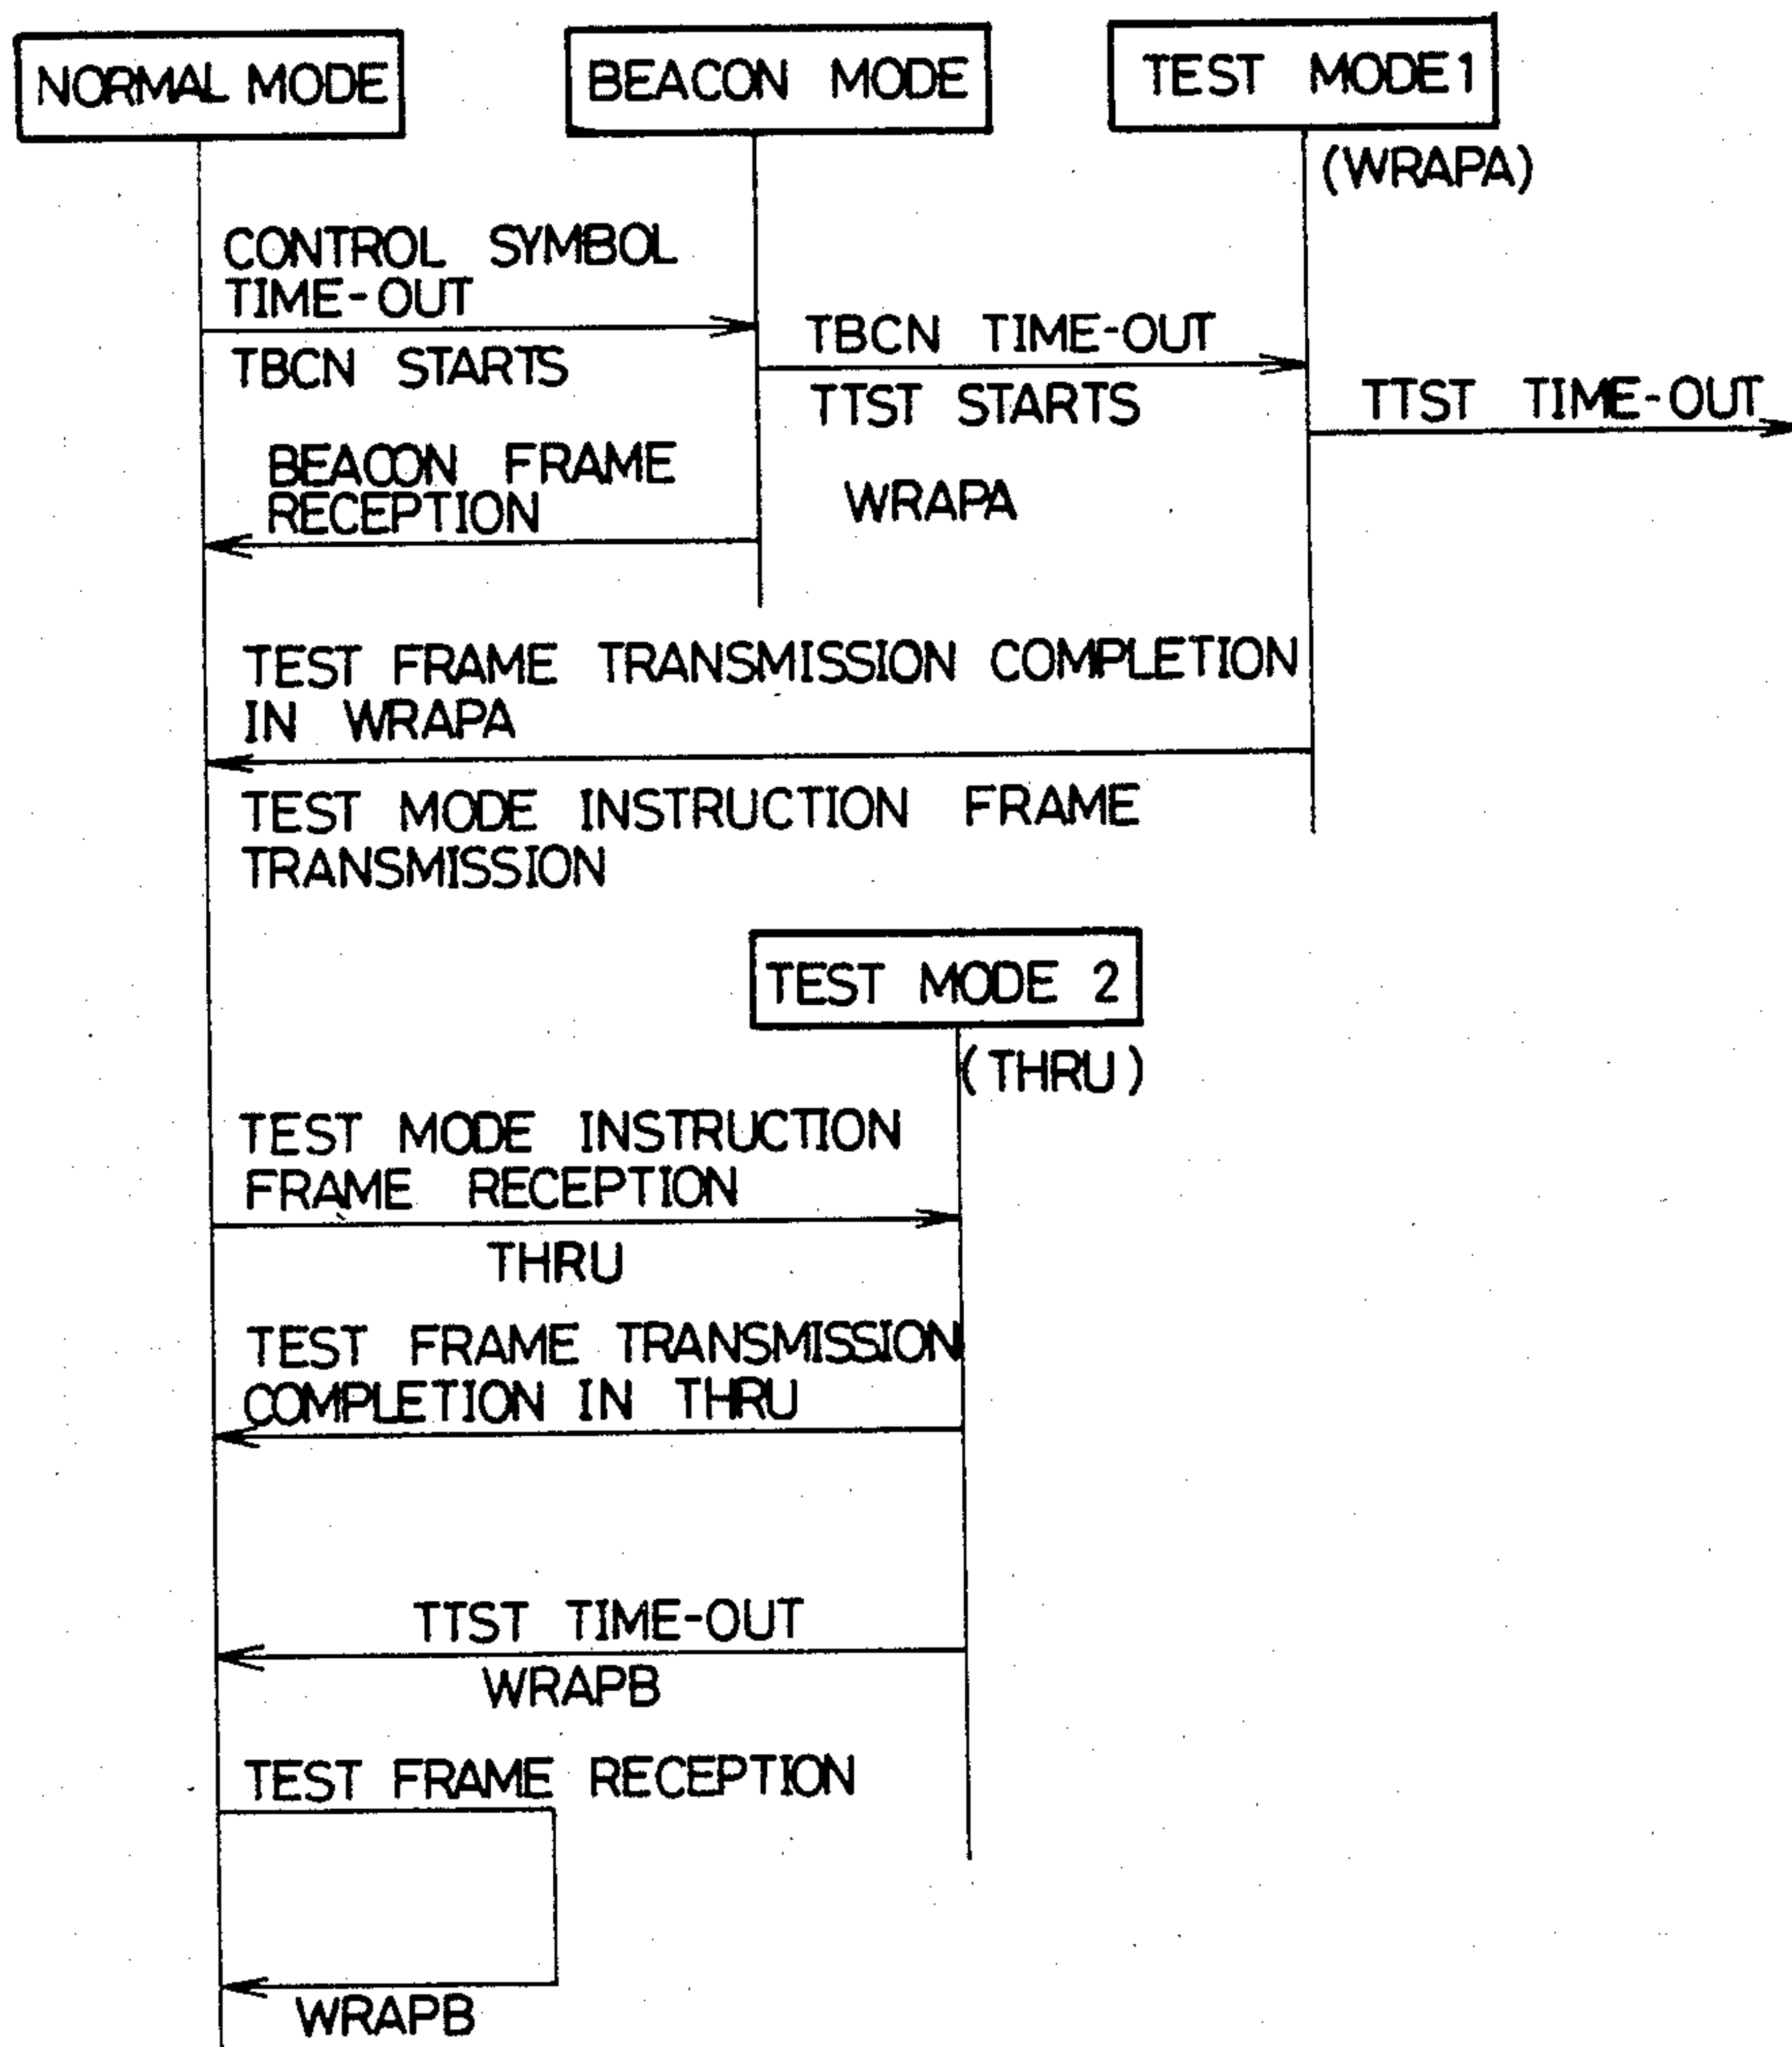 NORMAL MODE
BEACON MODE
TEST MODE 1
(WRAPA)
CONTROL SYMBOL
TIME-OUT
TBCN STARTS
TBCN TIME-OUT
TTST STARTS
TTST TIME-OUT
BEACON FRAME
RECEPTION
WRAPA
TEST FRAME TRANSMISSION COMPLETION
IN WRAPA
TEST MODE INSTRUCTION FRAME
TRANSMISSION
TEST MODE 2
(THRU)
TEST MODE INSTRUCTION
FRAME RECEPTION
THRU
TEST FRAME TRANSMISSION
COMPLETION IN THRU
TTST TIME-OUT
WRAPB
TEST FRAME RECEPTION
WRAPB